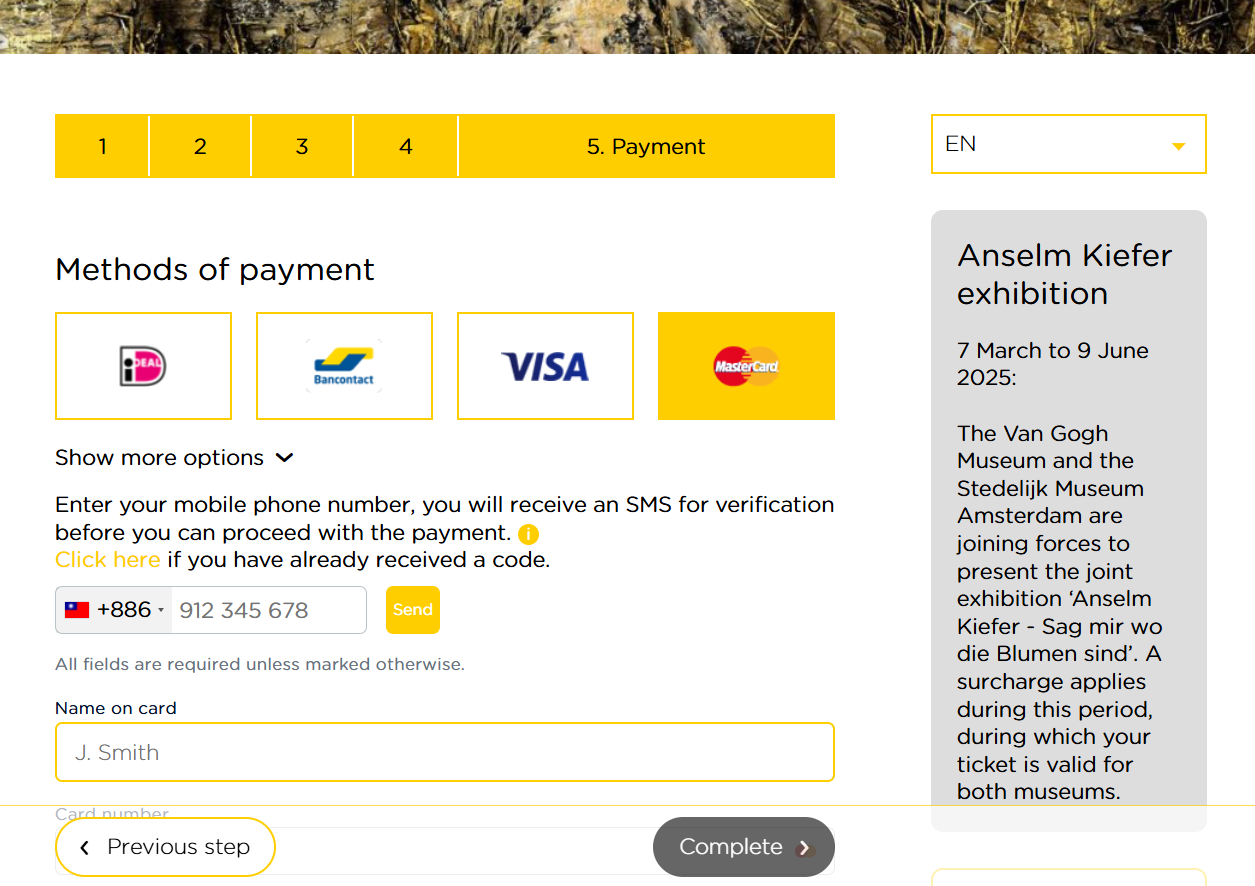 1
2
3
4
5. Payment
EN
Methods of payment
iDEAL
Bancontact
VISA
MasterCard
Show more options
Enter your mobile phone number, you will receive an SMS for verification
before you can proceed with the payment. i
Click here if you have already received a code.
+886
912 345 678
Send
All fields are required unless marked otherwise.
Name on card
J. Smith
Card number
Previous step
Complete
Anselm Kiefer
exhibition
7 March to 9 June
2025:
The Van Gogh
Museum and the
Stedelijk Museum
Amsterdam are
joining forces to
present the joint
exhibition ‘Anselm
Kiefer - Sag mir wo
die Blumen sind’. A
surcharge applies
during this period,
during which your
ticket is valid for
both museums.